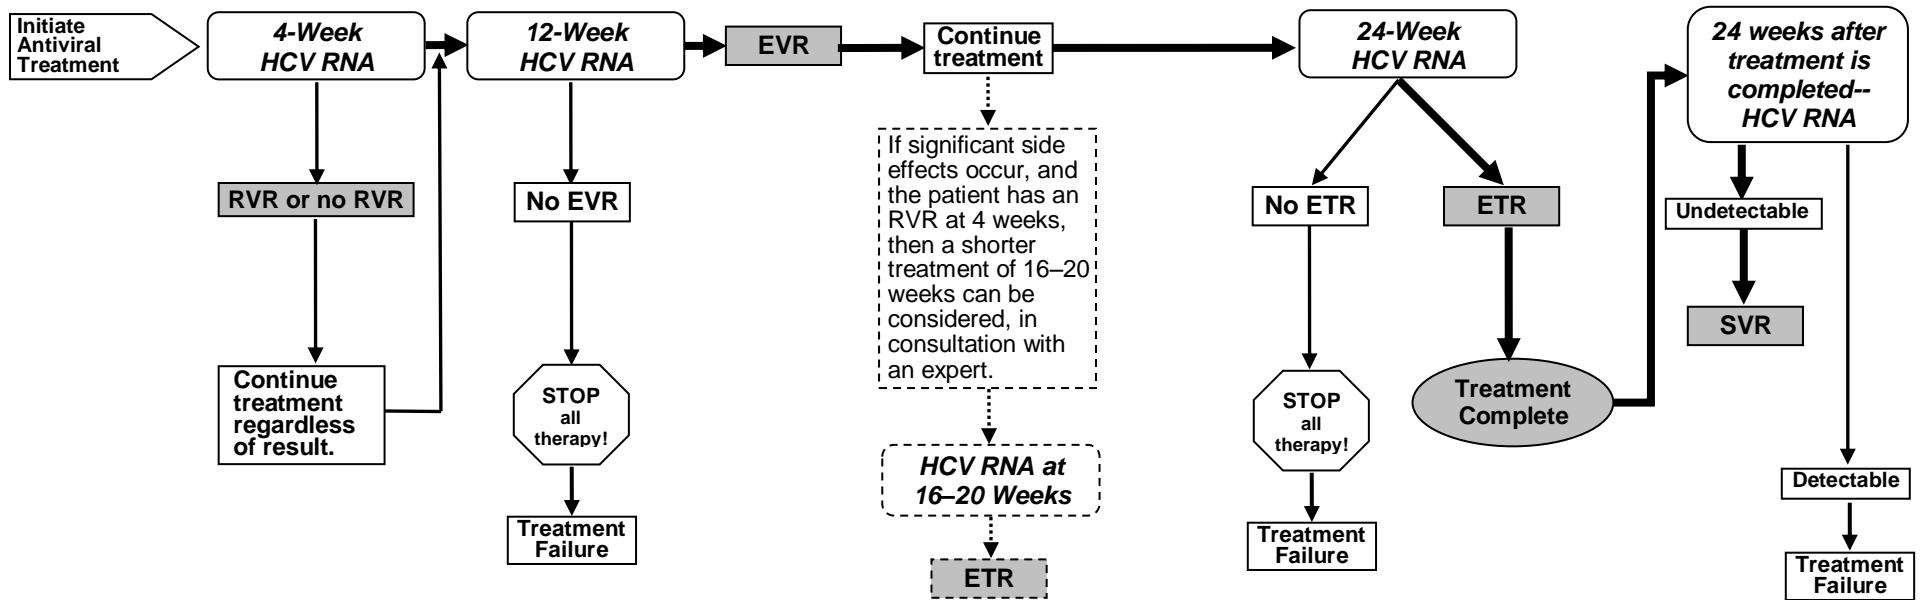 Initiate
Antiviral
Treatment
4-Week
HCV RNA
12-Week
HCV RNA
EVR
Continue
treatment
24-Week
HCV RNA
24 weeks after
treatment is
completed--
HCV RNA
RVR or no RVR
No EVR
If significant side
effects occur, and
the patient has an
RVR at 4 weeks,
then a shorter
treatment of 16–20
weeks can be
considered, in
consultation with
an expert.
No ETR
ETR
Undetectable
SVR
Continue
treatment
regardless
of result.
STOP
all
therapy!
STOP
all
therapy!
Treatment
Complete
HCV RNA at
16–20 Weeks
Detectable
Treatment
Failure
ETR
Treatment
Failure
Treatment
Failure